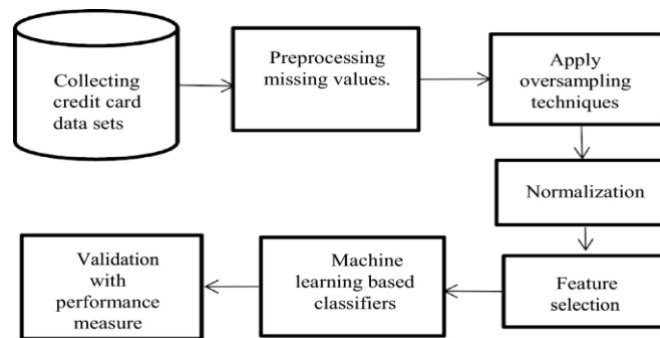 Collecting
credit card
data sets
Preprocessing
missing values.
Apply
oversampling
techniques
Normalization
Feature
selection
Machine
learning based
classifiers
Validation
with
performance
measure